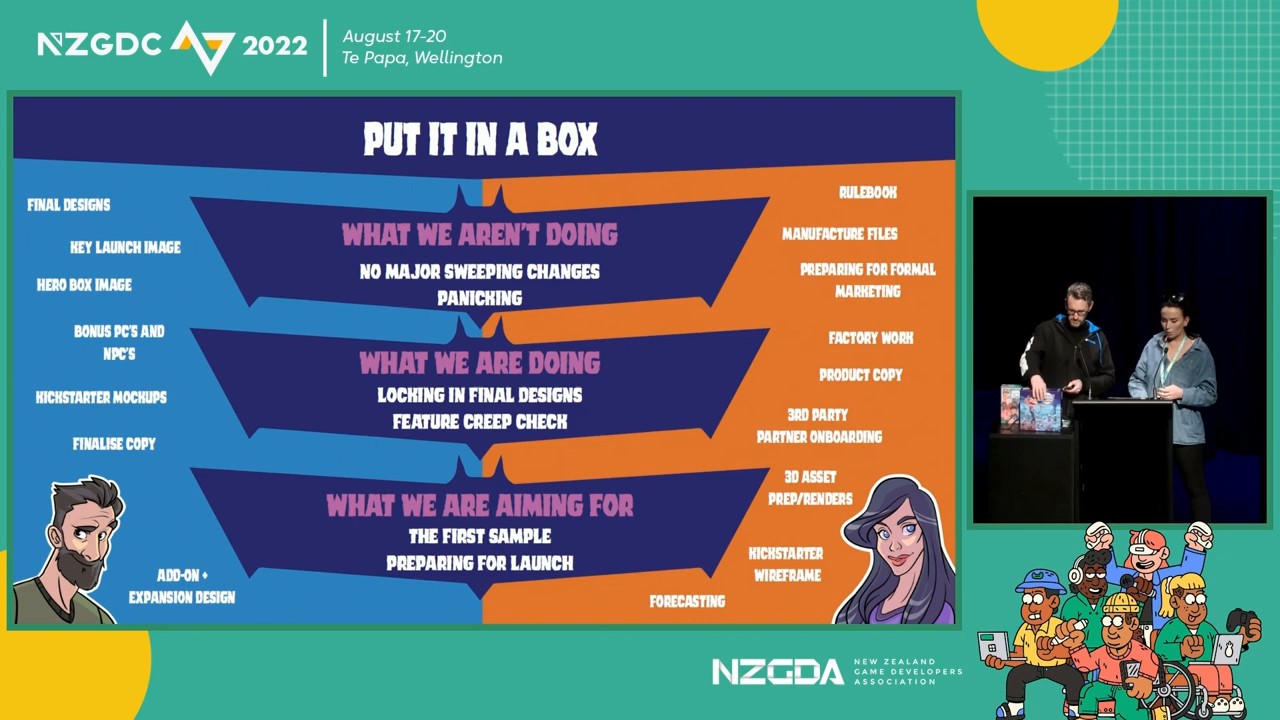 NZGDC 2022
August 17-20
Te Papa, Wellington
PUT IT IN A BOX
FINAL DESIGNS
KEY LAUNCH IMAGE
HERO BOX IMAGE
BONUS PC'S AND
NPC'S
KICKSTARTER MOCKUPS
FINALISE COPY
ADD-ON +
EXPANSION DESIGN
WHAT WE AREN'T DOING
NO MAJOR SWEEPING CHANGES
PANICKING
WHAT WE ARE DOING
LOCKING IN FINAL DESIGNS
FEATURE CREEP CHECK
WHAT WE ARE AIMING FOR
THE FIRST SAMPLE
PREPARING FOR LAUNCH
RULEBOOK
MANUFACTURE FILES
PREPARING FOR FORMAL
MARKETING
FACTORY WORK
PRODUCT COPY
3RD PARTY
PARTNER ONBOARDING
3D ASSET
PREP/RENDERS
KICKSTARTER
WIREFRAME
FORECASTING
NZGDA
NEW ZEALAND
GAME DEVELOPERS
ASSOCIATION